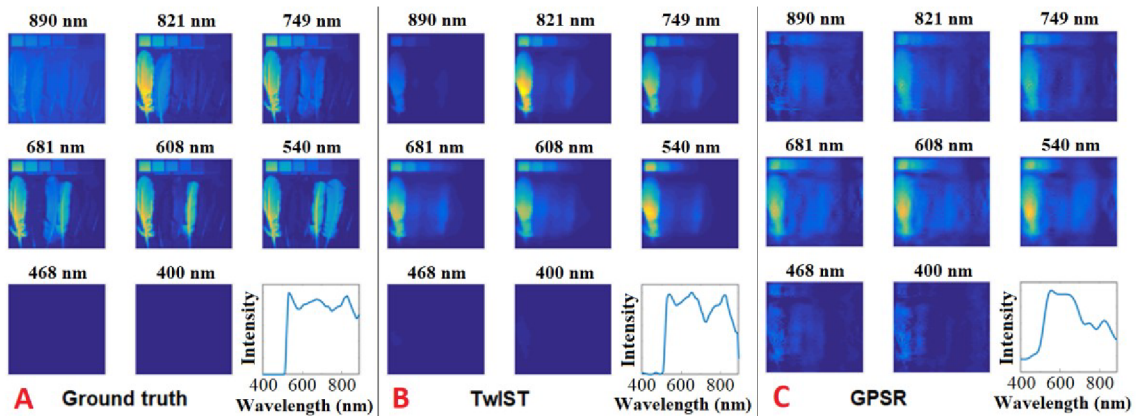 890 nm 821 nm 749 nm
681 nm 608 nm 540 nm
468 nm 400 nm
Intensity
400 600 800
Wavelength (nm)
A Ground truth
890 nm 821 nm 749 nm
681 nm 608 nm 540 nm
468 nm 400 nm
Intensity
400 600 800
Wavelength (nm)
B TwIST
890 nm 821 nm 749 nm
681 nm 608 nm 540 nm
468 nm 400 nm
Intensity
400 600 800
Wavelength (nm)
C GPSR